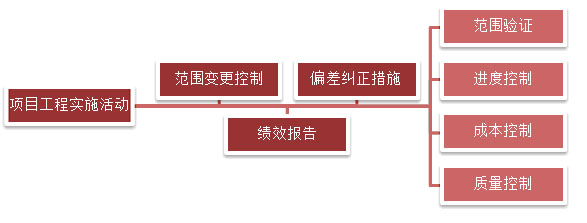 项目工程实施活动
范围变更控制
偏差纠正措施
绩效报告
范围验证
进度控制
成本控制
质量控制